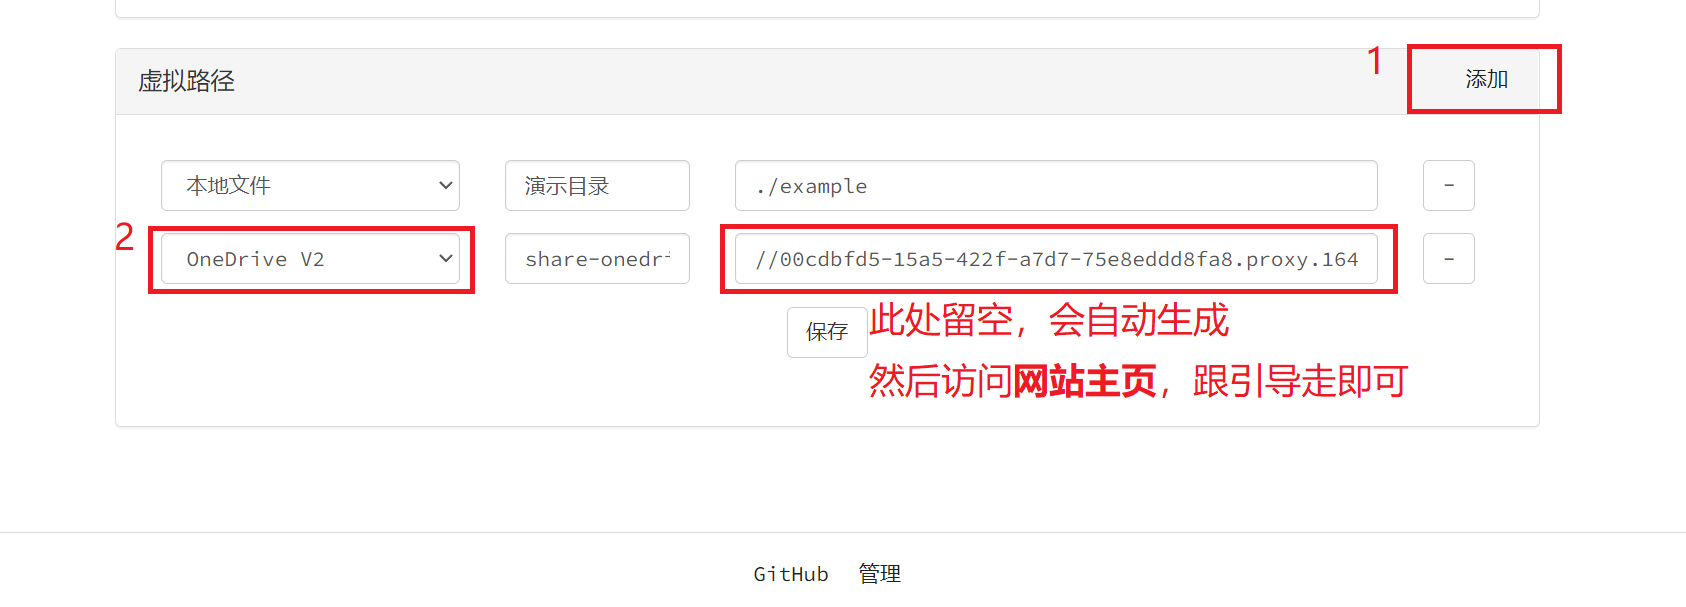 虚拟路径
1
添加
本地文件
演示目录
./example
-
2
OneDrive V2
share-onedri
//00cdbfd5-15a5-422f-a7d7-75e8eddd8fa8.proxy.164
-
保存
此处留空，会自动生成
然后访问网站主页，跟引导走即可
GitHub 管理